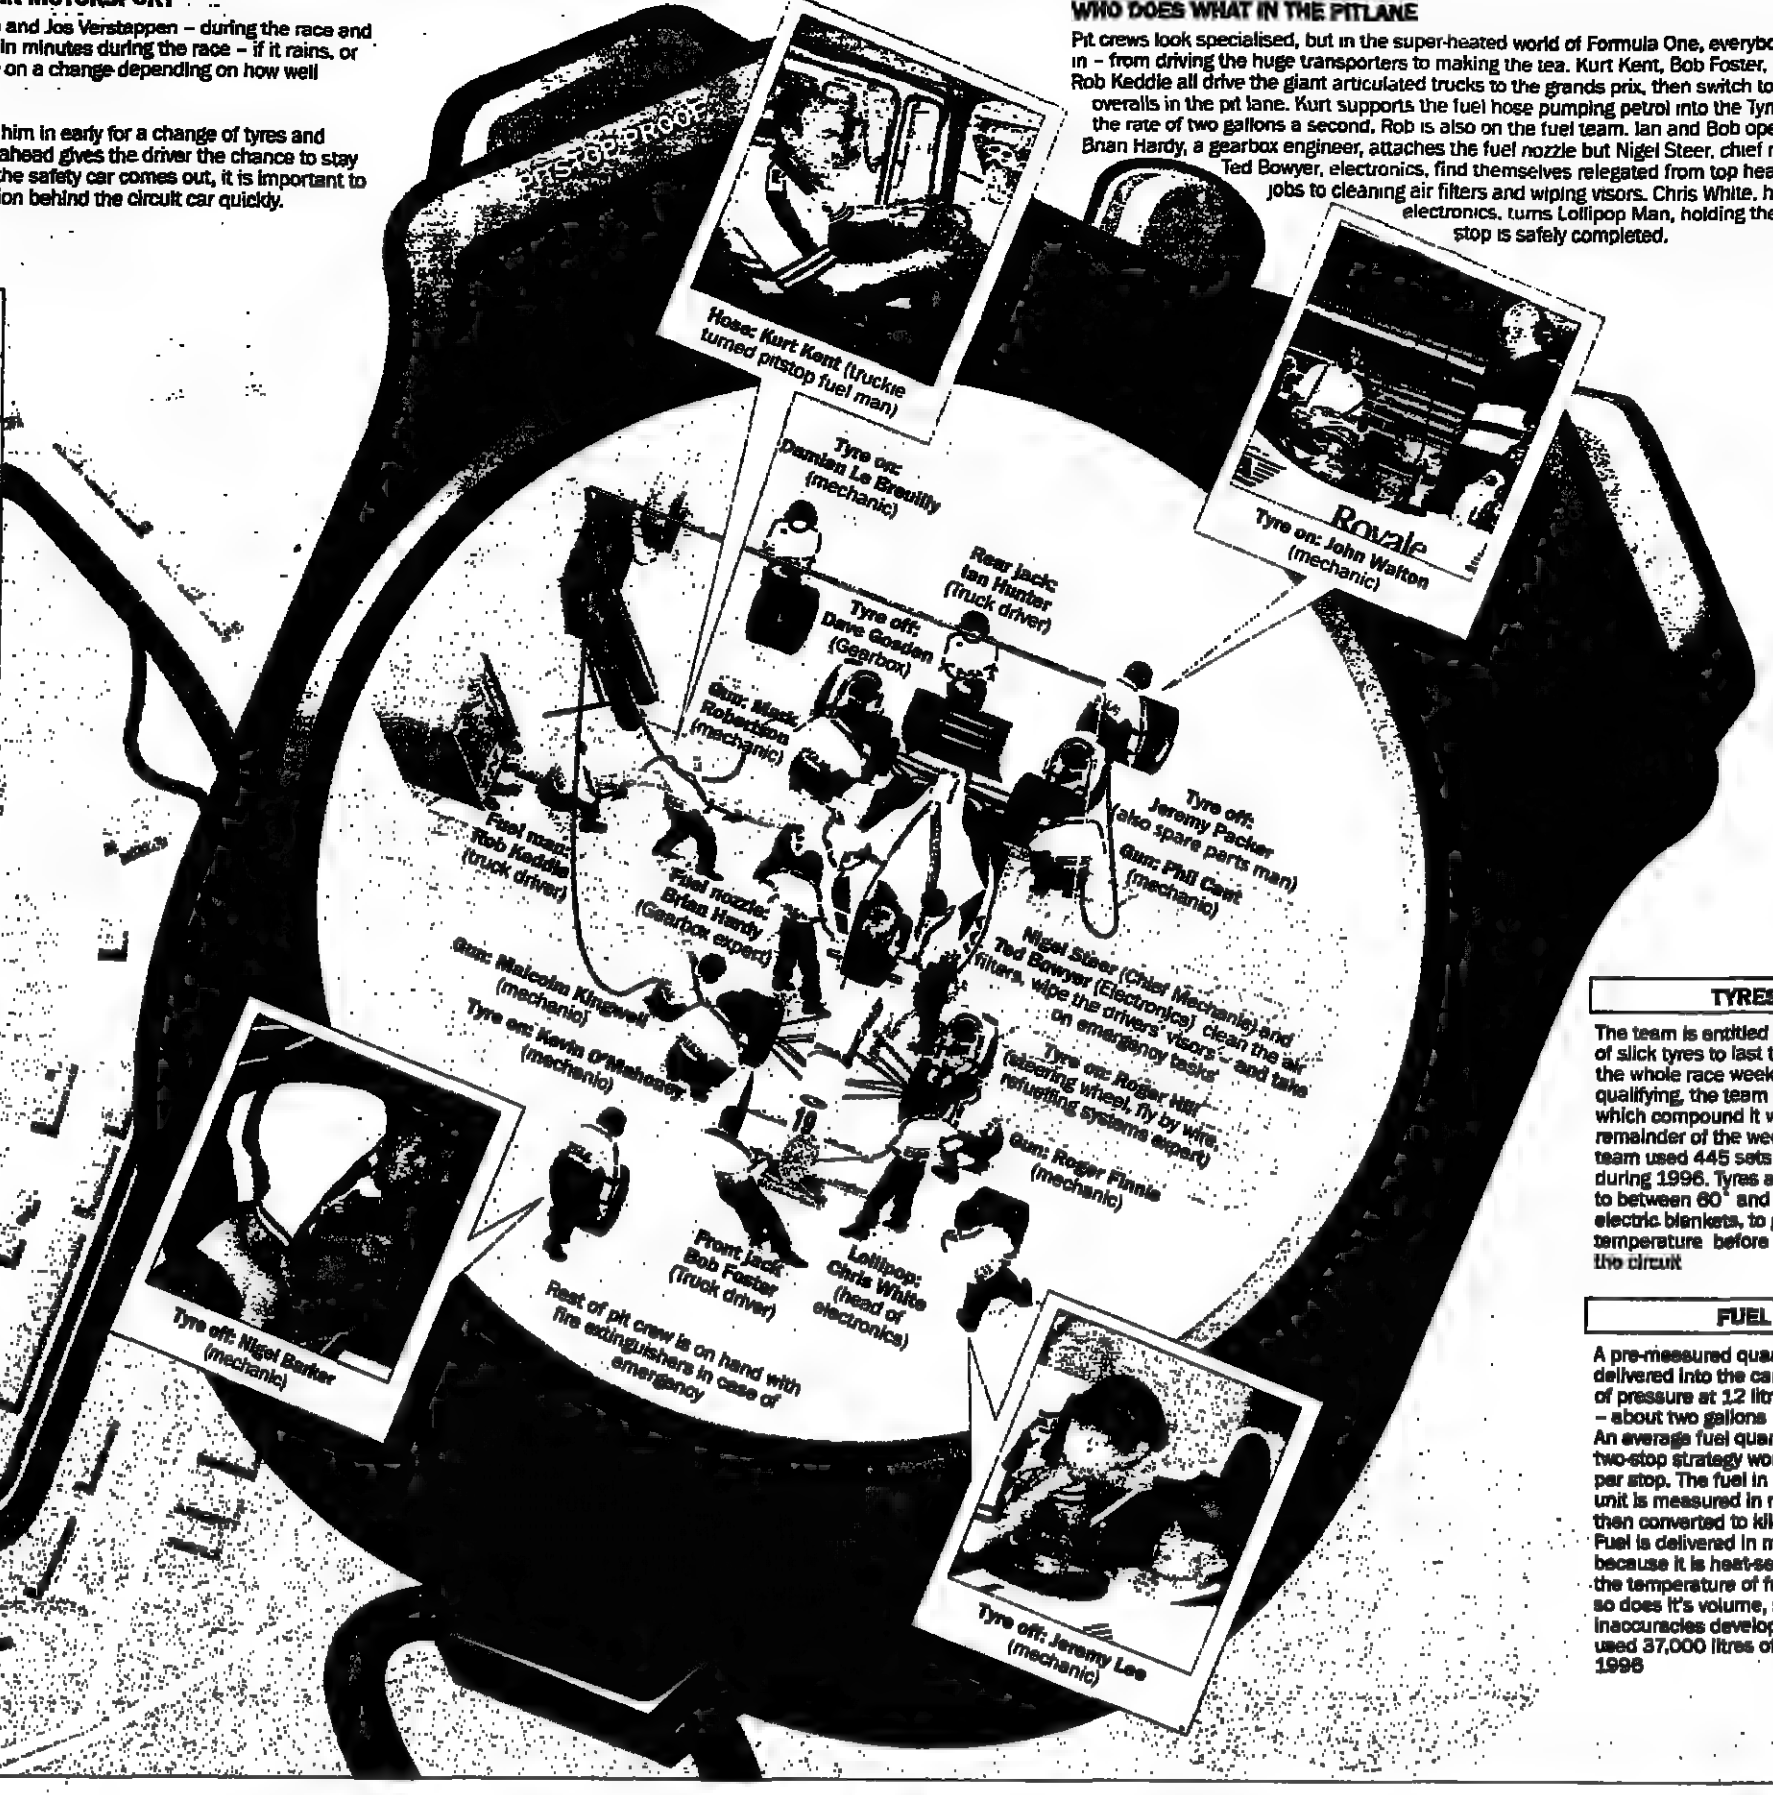 and Jos Verstappen – during the race and
in minutes during the race – if it rains, or
on a change depending on how well
him in early for a change of tyres and
ahead gives the driver the chance to stay
the safety car comes out, it is important to
behind the circuit car quickly.
WHO DOES WHAT IN THE PITLANE
Pit crews look specialised, but in the super-heated world of Formula One,
in – from driving the huge transporters to making the tea. Kurt Kent, Bob Foster,
Rob Keddie all drive the giant articulated trucks to the grands prix, then switch to
overalls in the pit lane. Kurt supports the fuel hose pumping petrol into the
the rate of two gallons a second. Rob is also on the fuel team. Ian and Bob
Brian Hardy, a gearbox engineer, attaches the fuel nozzle but Nigel Steer, chief
Ted Bowyer, electronics, find themselves relegated from top
jobs to cleaning air filters and wiping visors. Chris White,
electronics, turns Lollipop Man, holding the
stop is safely completed.
Hose: Kurt Kent (truckie
turned pitstop fuel man)
Royale
Tyre on: John Walton
(mechanic)
Tyre on:
Damian Le Breuilly
(mechanic)
Rear jack:
Ian Hunter
(Truck driver)
Tyre off:
Dave Gosden
(Gearbox)
Gun: Mark
Robertson
(mechanic)
Tyre off:
Jeremy Packer
(also spare parts man)
Gun: Phil Cant
(mechanic)
Fuel man:
Rob Keddie
(truck driver)
Fuel nozzle:
Brian Hardy
(Gearbox expert)
Nigel Steer (Chief Mechanic) and
Ted Bowyer (Electronics) clean the air
filters, wipe the drivers' visors – and take
on emergency tasks
Gun: Malcolm Kingwell
(mechanic)
Tyre on: Kevin O'Mahoney
(mechanic)
Tyre on: Roger Hill
(steering wheel, fly by wire,
refuelling systems expert)
19
Gun: Roger Finnie
(mechanic)
Front jack
Bob Foster
(Truck driver)
Lollipop:
Chris White
(head of
electronics)
Rest of pit crew is on hand with
fire extinguishers in case of
emergency
Tyre off: Nigel Barker
(mechanic)
Tyre off: Jeremy Lee
(mechanic)
TYRES
The team is entitled
of slick tyres to last
the whole race
qualifying, the team
which compound it
remainder of the
team used 445 sets
during 1996. Tyres
to between 60° and
electric blankets, to
temperature before
the circuit
FUEL
A pre-measured
delivered into the
of pressure at 12
– about two gallons
An average fuel
two-stop strategy
per stop. The fuel in
unit is measured in
then converted to
Fuel is delivered in
because it is
the temperature of
so does it's volume,
inaccuracies
used 37,000 litres of
1996